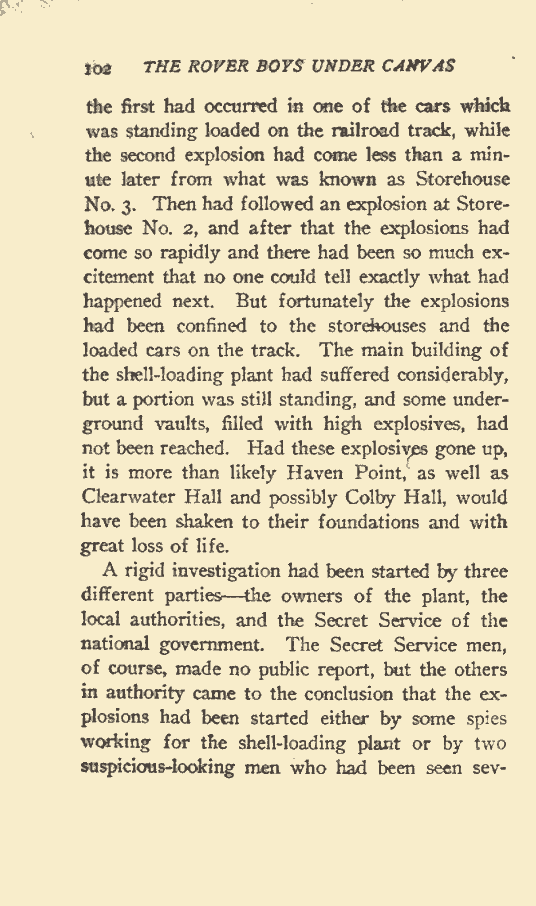 102 THE ROVER BOYS UNDER CANVAS
the first had occurred in one of the cars which
was standing loaded on the railroad track, while
the second explosion had come less than a min-
ute later from what was known as Storehouse
No. 3. Then had followed an explosion at Store-
house No. 2, and after that the explosions had
come so rapidly and there had been so much ex-
citement that no one could tell exactly what had
happened next. But fortunately the explosions
had been confined to the storehouses and the
loaded cars on the track. The main building of
the shell-loading plant had suffered considerably,
but a portion was still standing, and some under-
ground vaults, filled with high explosives, had
not been reached. Had these explosives gone up,
it is more than likely Haven Point, as well as
Clearwater Hall and possibly Colby Hall, would
have been shaken to their foundations and with
great loss of life.
A rigid investigation had been started by three
different parties—the owners of the plant, the
local authorities, and the Secret Service of the
national government. The Secret Service men,
of course, made no public report, but the others
in authority came to the conclusion that the ex-
plosions had been started either by some spies
working for the shell-loading plant or by two
suspicious-looking men who had been seen sev-